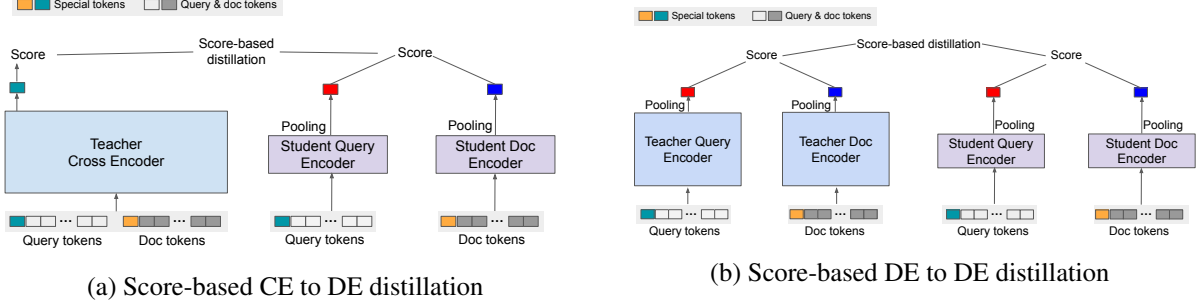 Special tokens Query & doc tokens
Score
Score-based
distillation
Score
Pooling
Pooling
Teacher
Cross Encoder
Student Query
Encoder
Student Doc
Encoder
Query tokens
Doc tokens
Query tokens
Doc tokens
(a) Score-based CE to DE distillation
Special tokens Query & doc tokens
Score-based distillation
Score
Score
Pooling
Pooling
Pooling
Pooling
Teacher Query
Encoder
Teacher Doc
Encoder
Student Query
Encoder
Student Doc
Encoder
Query tokens
Doc tokens
Query tokens
Doc tokens
(b) Score-based DE to DE distillation